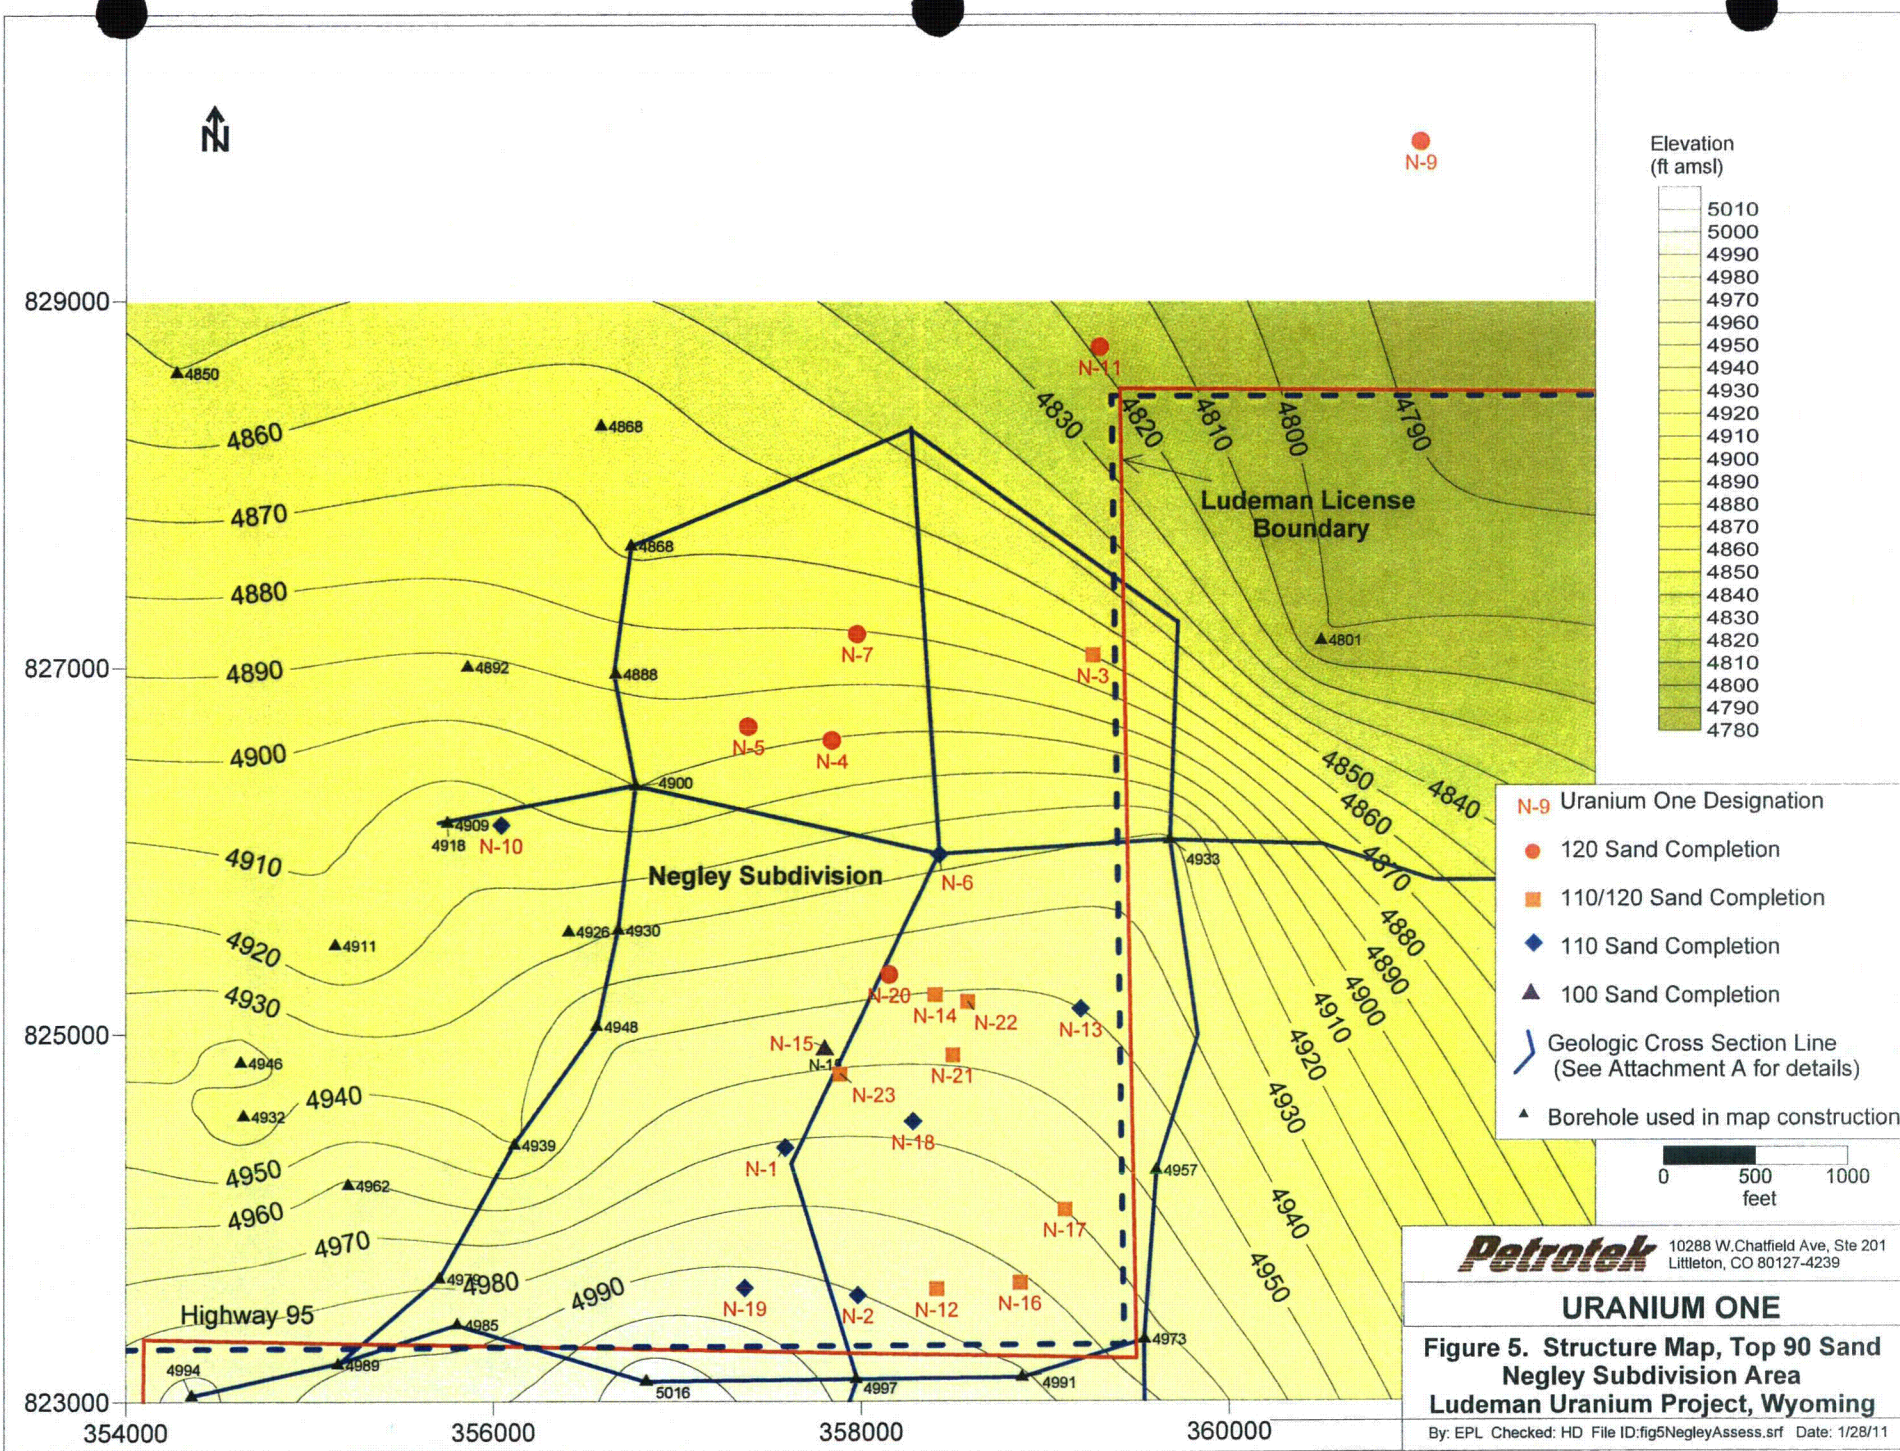 N
N-9
Elevation
(ft amsl)
5010
5000
4990
4980
4970
4960
4950
4940
4930
4920
4910
4900
4890
4880
4870
4860
4850
4840
4830
4820
4810
4800
4790
4780
829000
N-11
4850
4868
4860
4830
4820
4810
4800
4790
Ludeman License
Boundary
4870
4868
4880
N-7
4801
827000
4892
4890
4888
N-3
N-5
N-4
4900
4900
4850
4840
4860
4909
4918
N-10
4910
Negley Subdivision
N-6
4933
4870
4911
4926
4930
4920
4880
4890
4930
N-20
N-14
N-22
N-13
4900
4910
825000
4948
4946
N-15
N-1
N-21
4920
N-23
4940
4932
4930
N-18
4939
N-1
4950
4957
4962
4960
N-17
4940
4970
4979
4980
4990
4950
N-19
N-2
N-12
N-16
Highway 95
4985
4973
4989
4994
5016
4997
4991
823000
354000
356000
358000
360000
N-9 Uranium One Designation
120 Sand Completion
110/120 Sand Completion
110 Sand Completion
100 Sand Completion
Geologic Cross Section Line
(See Attachment A for details)
Borehole used in map construction
0 500 1000
feet
Petrotek
10288 W.Chatfield Ave, Ste 201
Littleton, CO 80127-4239
URANIUM ONE
Figure 5. Structure Map, Top 90 Sand
Negley Subdivision Area
Ludeman Uranium Project, Wyoming
By: EPL Checked: HD File ID:fig5NegleyAssess.srf Date: 1/28/11